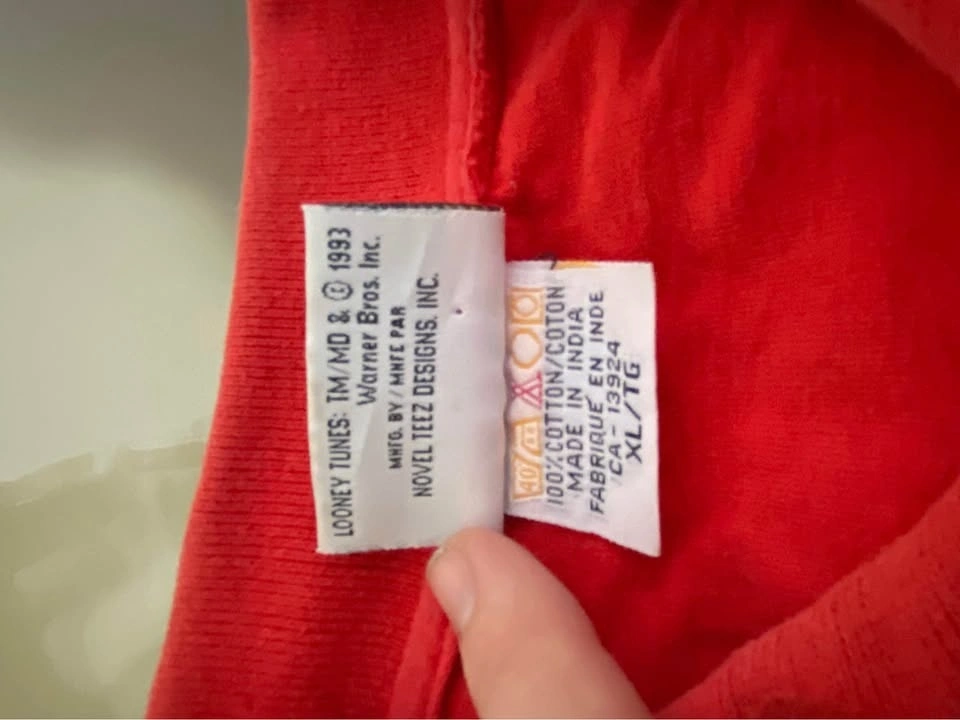 LOONEY TUNES: TM/MD & © 1993
Warner Bros. Inc.
MNFG. BY / MNFE PAR
NOVEL TEEZ DESIGNS, INC.
40°
100% COTTON/COTON
MADE IN INDIA
FABRIQUÉ EN INDE
CA - 13924
XL/TG